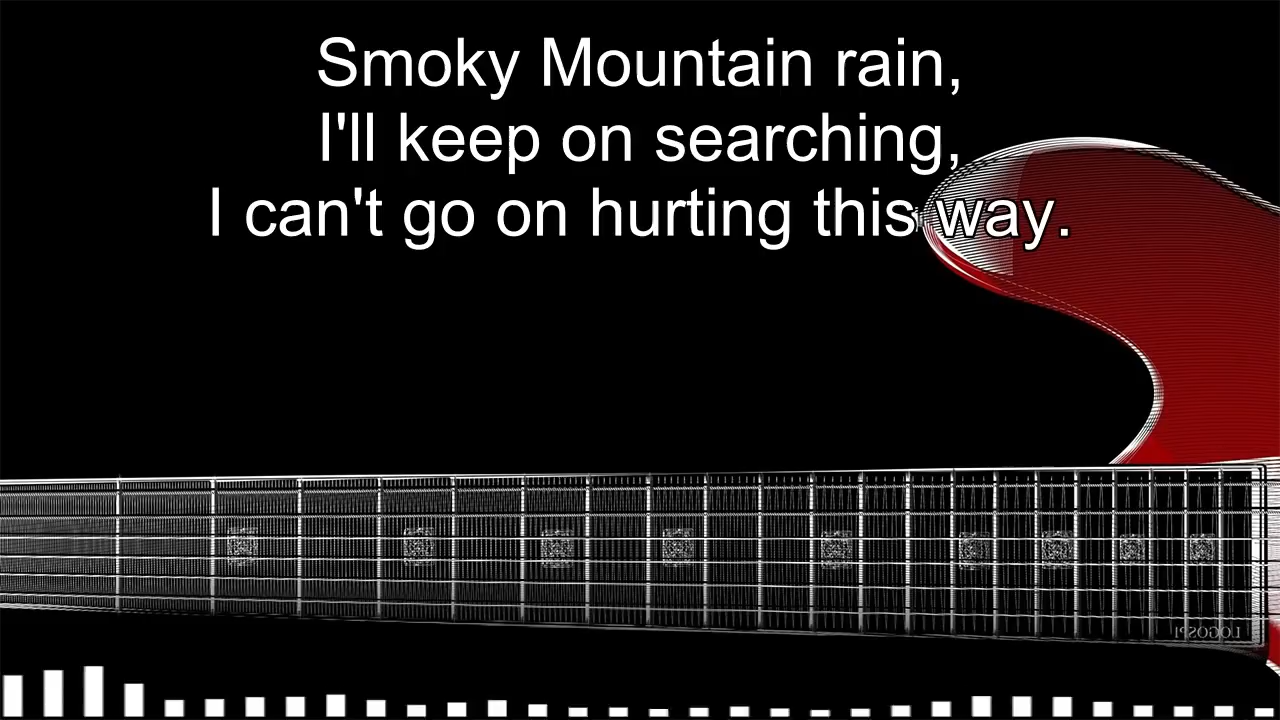 Smoky Mountain rain,
I'll keep on searching,
I can't go on hurting this way.